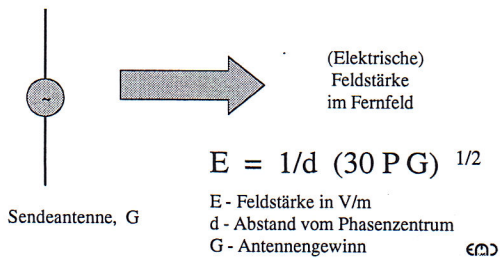 (Elektrische)
Feldstärke
im Fernfeld
~
E = 1/d (30 P G) 1/2
Sendeantenne, G
E - Feldstärke in V/m
d - Abstand vom Phasenzentrum
G - Antennengewinn